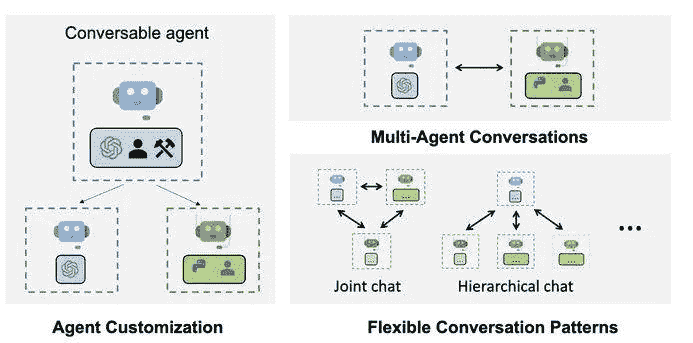 Conversable agent
Agent Customization
Multi-Agent Conversations
Joint chat
Hierarchical chat
...
Flexible Conversation Patterns